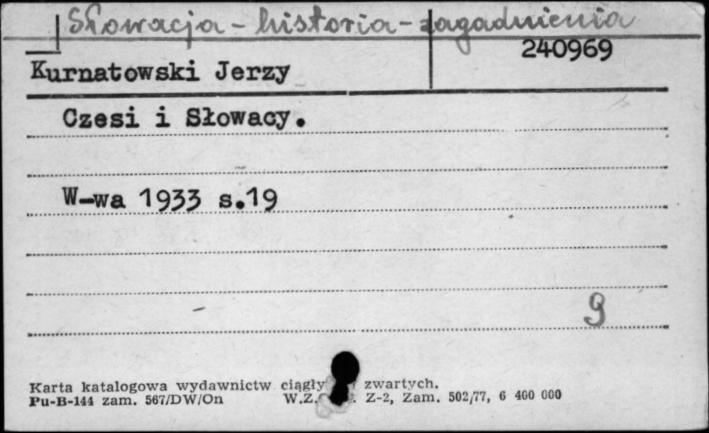 Słowacja - historia - zagadnienia
240969
Kurnatowski Jerzy
Czesi i Słowacy.
W-wa 1933 s.19
9
Karta katalogowa wydawnictw ciągły zwartych.
Pu-B-144 zam. 567/DW/On W.Z. Z-2, Zam. 502/77, 6 400 000